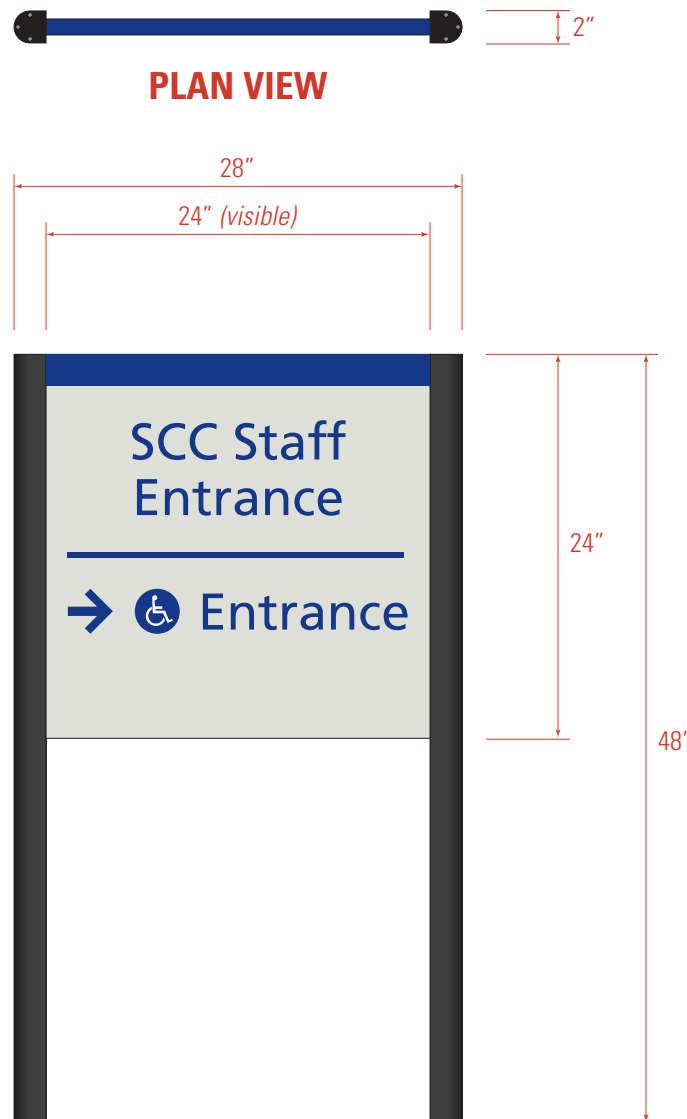 2″
PLAN VIEW
28″
24″ (visible)
SCC Staff
Entrance
24″
Entrance
48′